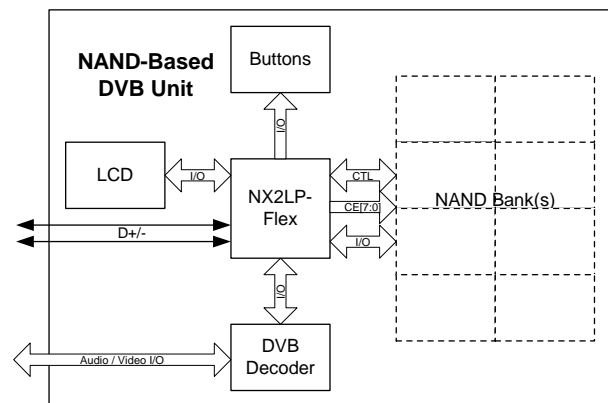 NAND-Based
DVB Unit
Buttons
I/O
LCD
I/O
NX2LP-
Flex
CTL
CE[7:0]
I/O
NAND Bank(s)
D+/-
I/O
DVB
Decoder
Audio / Video I/O